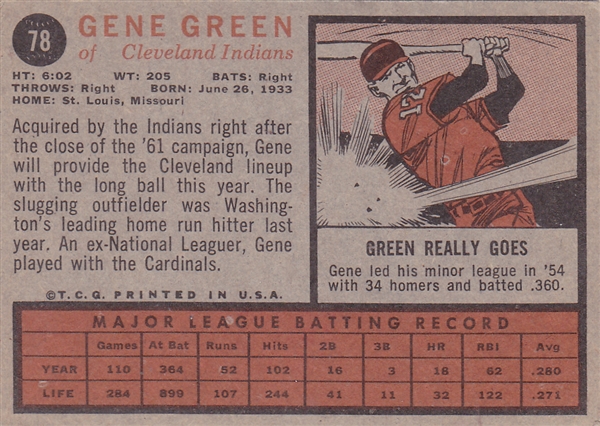 78
GENE GREEN
of Cleveland Indians
HT: 6:02 WT: 205 BATS: Right
THROWS: Right BORN: June 26, 1933
HOME: St. Louis, Missouri
Acquired by the Indians right after
the close of the '61 campaign, Gene
will provide the Cleveland lineup
with the long ball this year. The
slugging outfielder was Washing-
ton's leading home run hitter
last year. An ex-National Leaguer, Gene
played with the Cardinals.
©T.C.G. PRINTED IN U.S.A.
12
GREEN REALLY GOES
Gene led his minor league in '54
with 34 homers and batted .360.
MAJOR LEAGUE BATTING RECORD
Games At Bat Runs Hits 2B 3B HR RBI Avg
YEAR 110 364 52 102 16 3 18 62 .280
LIFE 284 899 107 244 41 11 32 122 .271